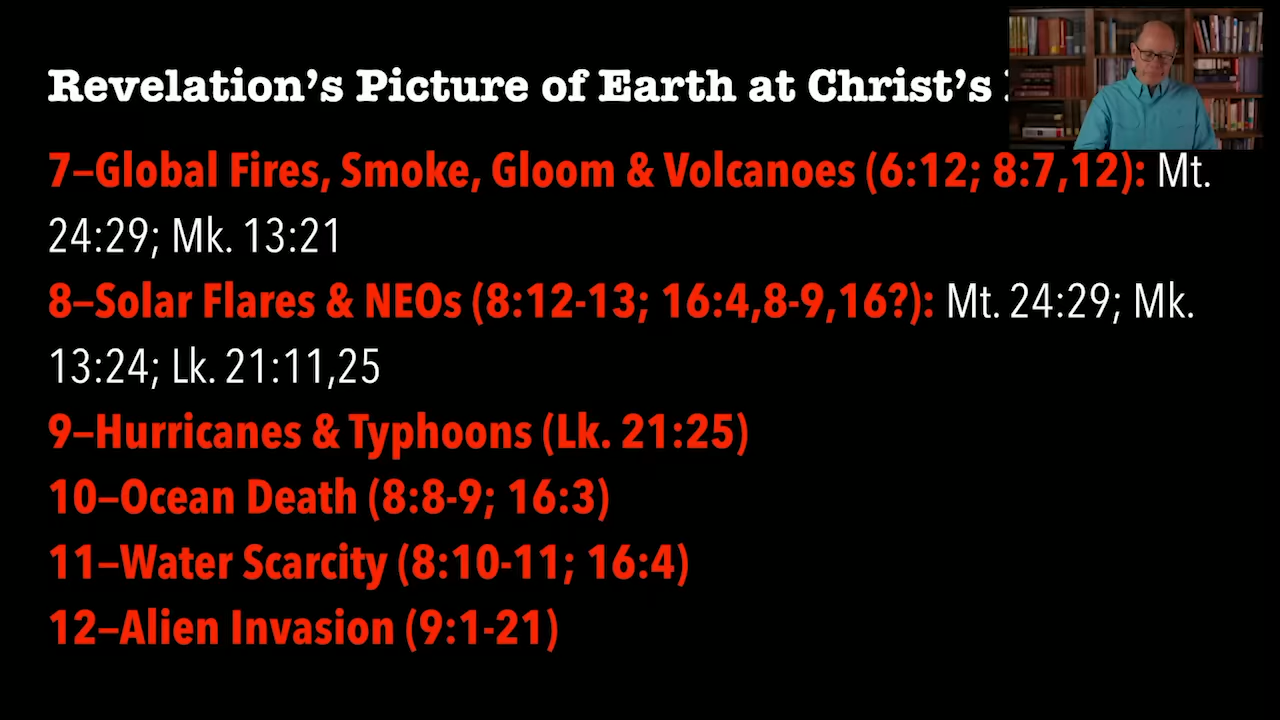 Revelation’s Picture of Earth at Christ’s
7–Global Fires, Smoke, Gloom & Volcanoes (6:12; 8:7,12): Mt.
24:29; Mk. 13:21
8–Solar Flares & NEOs (8:12-13; 16:4,8-9,16?): Mt. 24:29; Mk.
13:24; Lk. 21:11,25
9–Hurricanes & Typhoons (Lk. 21:25)
10–Ocean Death (8:8-9; 16:3)
11–Water Scarcity (8:10-11; 16:4)
12–Alien Invasion (9:1-21)